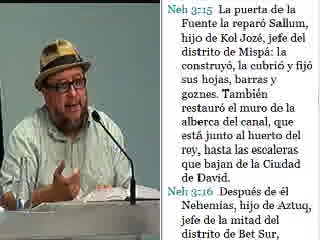 Neh 3:15 La puerta de la
Fuente la reparó Sallum,
hijo de Kol Jozé, jefe del
distrito de Mispá: la
construyó, la cubrió y fijó
sus hojas, barras y
goznes. También
restauró el muro de la
alberca del canal, que
está junto al huerto del
rey, hasta las escaleras
que bajan de la Ciudad
de David.
Neh 3:16 Después de él
Nehemías, hijo de Aztuq,
jefe de la mitad del
distrito de Bet Sur,